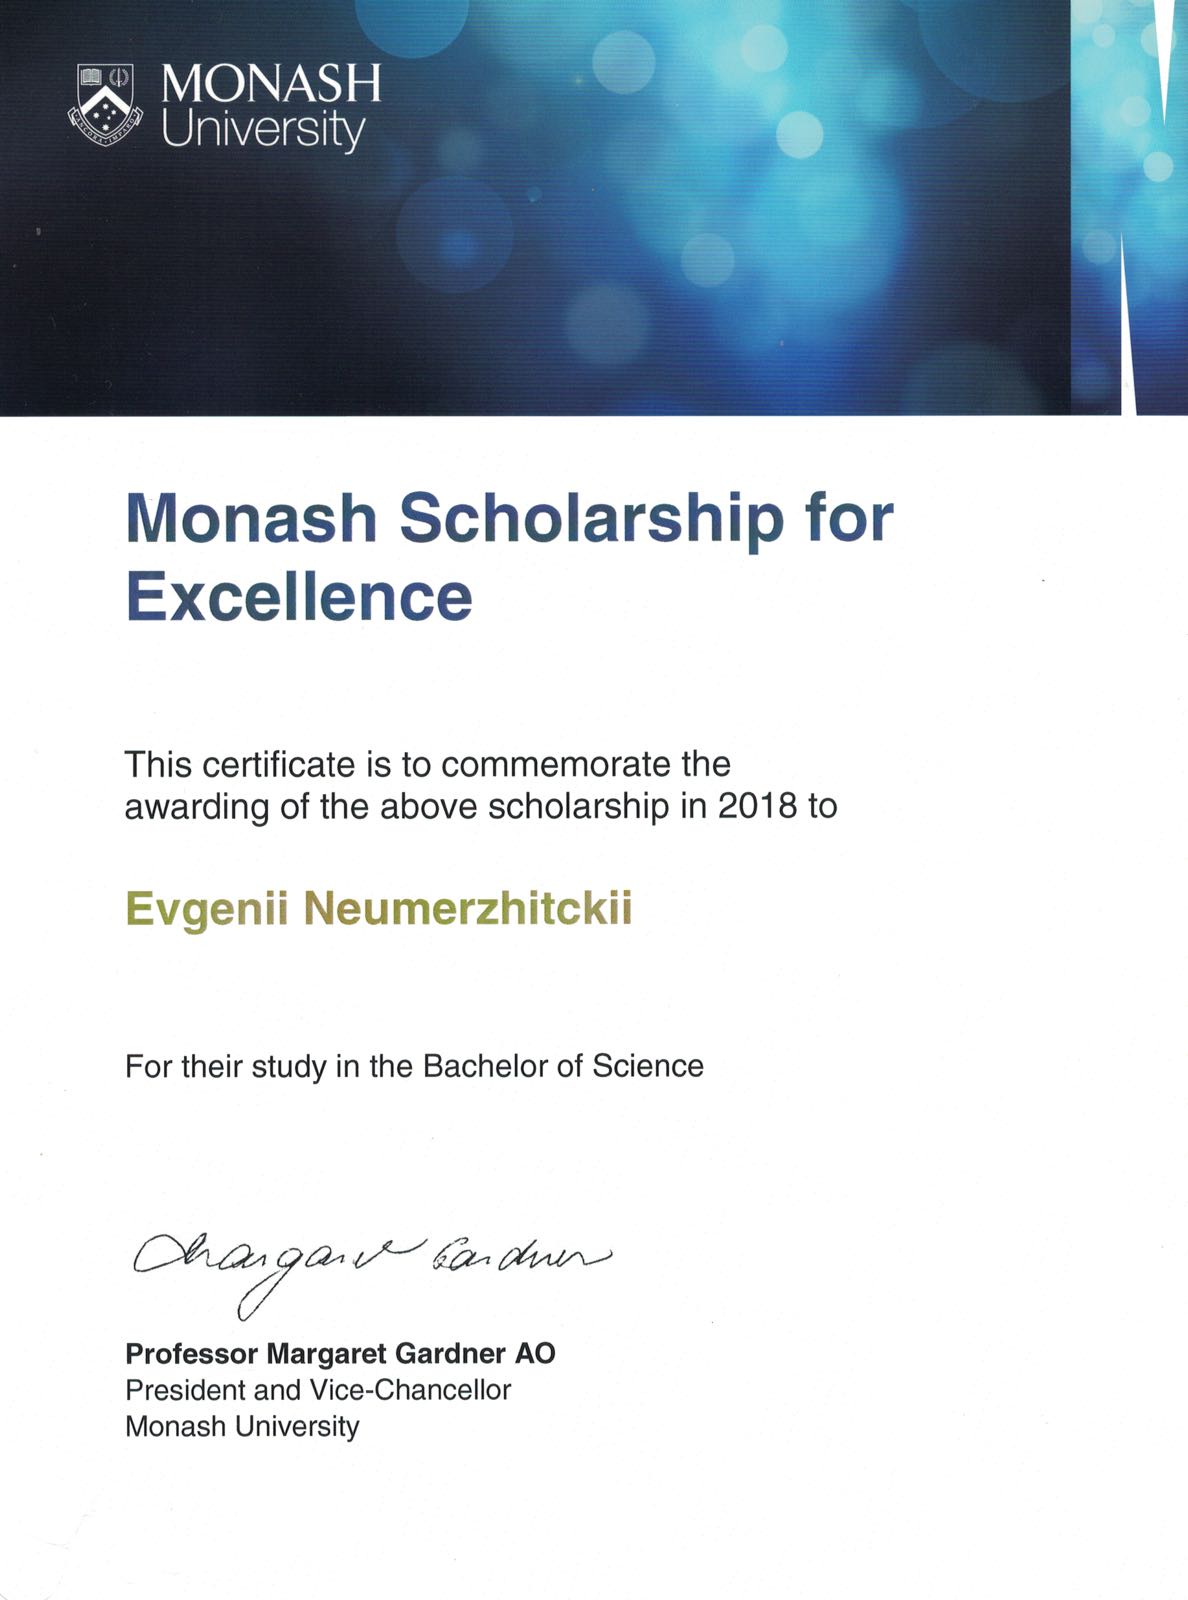 MONASH
University
ANCORA IMPARO
Monash Scholarship for
Excellence
This certificate is to commemorate the
awarding of the above scholarship in 2018 to
Evgenii Neumerzhitckii
For their study in the Bachelor of Science
Margaret Gardner
Professor Margaret Gardner AO
President and Vice-Chancellor
Monash University